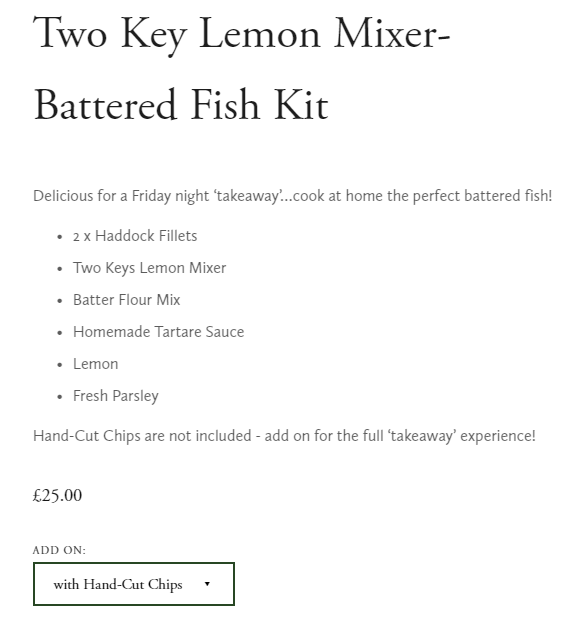 Two Key Lemon Mixer-
Battered Fish Kit
Delicious for a Friday night ‘takeaway’...cook at home the perfect battered fish!
• 2 x Haddock Fillets
• Two Keys Lemon Mixer
• Batter Flour Mix
• Homemade Tartare Sauce
• Lemon
• Fresh Parsley
Hand-Cut Chips are not included - add on for the full ‘takeaway’ experience!
£25.00
ADD ON:
with Hand-Cut Chips